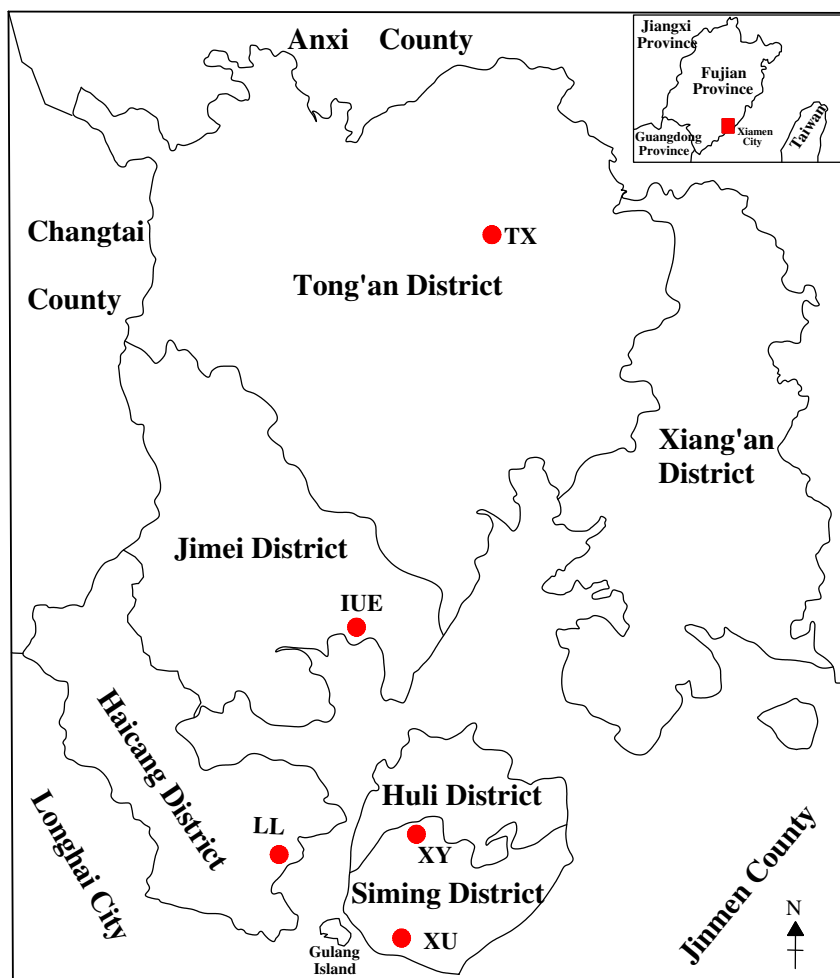 Anxi County
Jiangxi
Province
Fujian
Province
Guangdong
Province
Xiamen
City
Taiwan
Changtai
County
TX
Tong'an District
Xiang'an
District
Jimei District
IUE
Haicang District
Longhai City
LL
Huli District
XY
Siming District
XU
Gulang
Island
Jinmen County
N